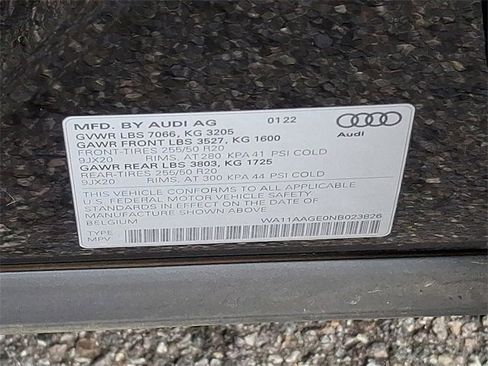 MFD. BY AUDI AG 01 22
GVWR LBS 7066, KG 3205
GAWR FRONT LBS 3527, KG 1600
FRONT-TIRES 255/50 R20
9JX20 RIMS, AT 280 KPA 41 PSI COLD
GAWR REAR LBS 3803, KG 1725
REAR-TIRES 255/50 R20
9JX20 RIMS, AT 300 KPA 44 PSI COLD
THIS VEHICLE CONFORMS TO ALL APPLICABLE
U.S. FEDERAL MOTOR VEHICLE SAFETY
STANDARDS IN EFFECT ON THE DATE OF
MANUFACTURE SHOWN ABOVE.
BELGIUM
WA11AAGE0NB023826
TYPE
MPV
Audi